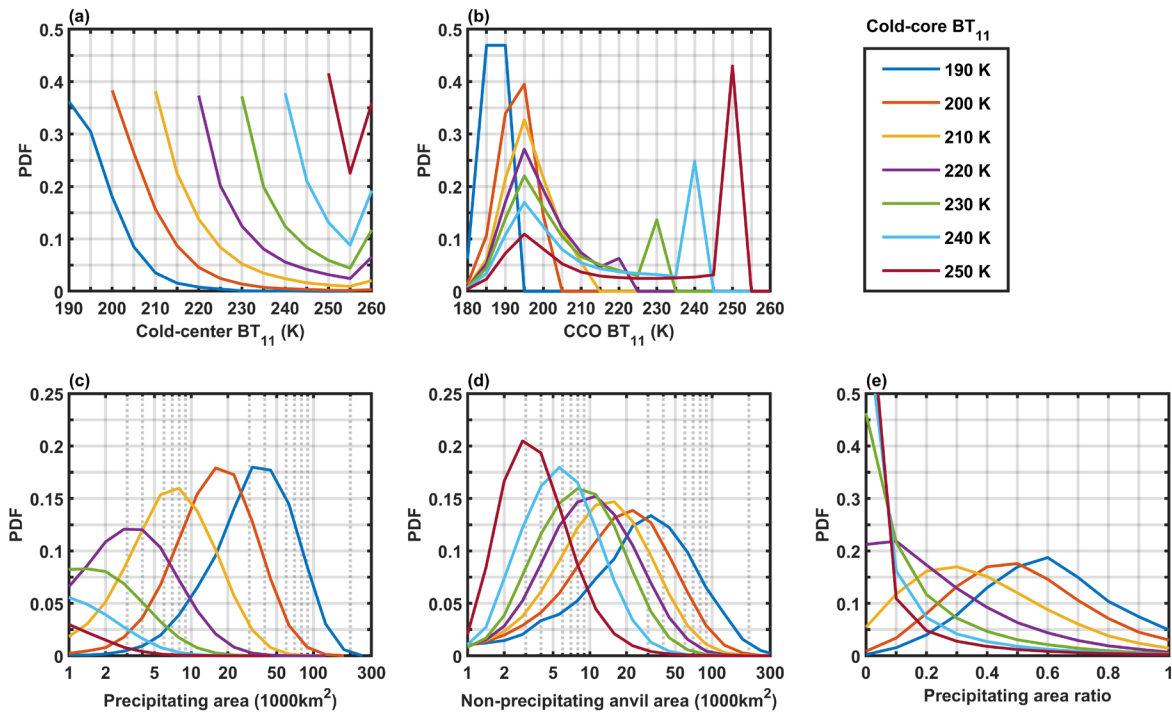 (a)
0.5
0.4
0.3
0.2
0.1
0
PDF
190 200 210 220 230 240 250 260
Cold-center BT11 (K)
(b)
0.5
0.4
0.3
0.2
0.1
0
PDF
180 190 200 210 220 230 240 250 260
CCO BT11 (K)
Cold-core BT11
190 K
200 K
210 K
220 K
230 K
240 K
250 K
(c)
0.25
0.2
0.15
0.1
0.05
0
PDF
1 2 5 10 20 50 100 300
Precipitating area (1000km2)
(d)
0.25
0.2
0.15
0.1
0.05
0
PDF
1 2 5 10 20 50 100 300
Non-precipitating anvil area (1000km2)
(e)
0.5
0.4
0.3
0.2
0.1
0
PDF
0 0.2 0.4 0.6 0.8 1
Precipitating area ratio